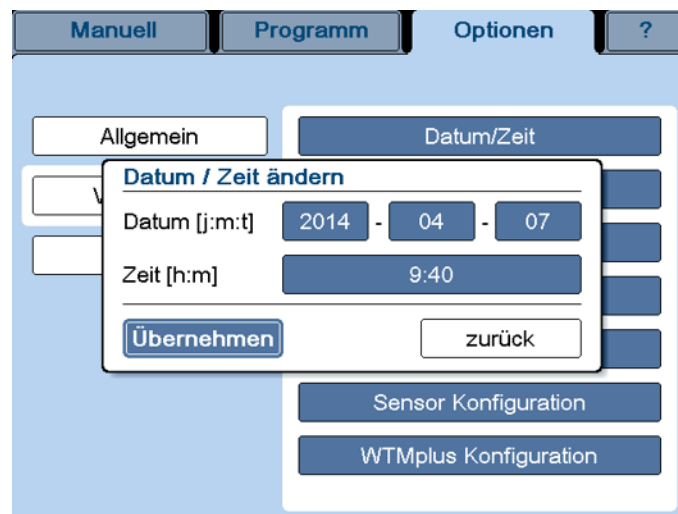 Manuell Programm Optionen ?
Allgemein Datum/Zeit
Datum / Zeit ändern
Datum [j:m:t] 2014 - 04 - 07
Zeit [h:m] 9:40
Übernehmen zurück
Sensor Konfiguration
WTMplus Konfiguration